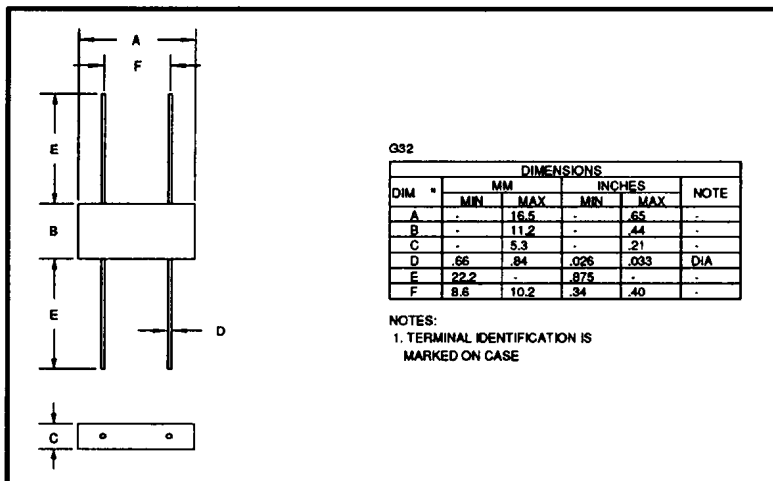 A
F
E
B
E
D
C
G32
DIMENSIONS
DIM " MM INCHES NOTE
MIN MAX MIN MAX
A - 16.5 - .65 -
B - 11.2 - .44 -
C - 5.3 - .21 -
D .66 .84 .026 .033 DIA
E 22.2 - .875 - -
F 8.6 10.2 .34 .40 -
NOTES:
1. TERMINAL IDENTIFICATION IS
MARKED ON CASE